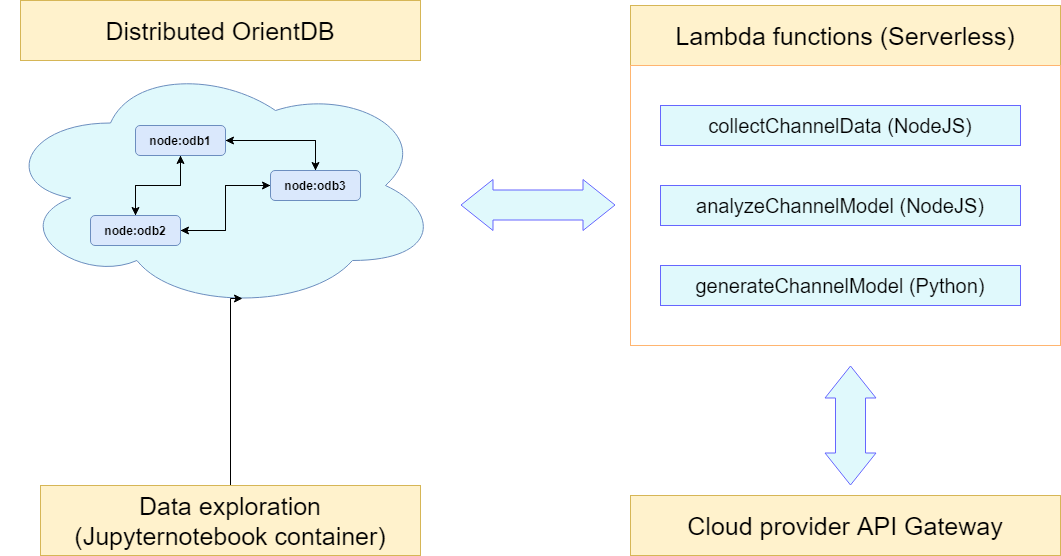 Distributed OrientDB
node:odb1
node:odb3
node:odb2
Data exploration
(Jupyternotebook container)
Lambda functions (Serverless)
collectChannelData (NodeJS)
analyzeChannelModel (NodeJS)
generateChannelModel (Python)
Cloud provider API Gateway